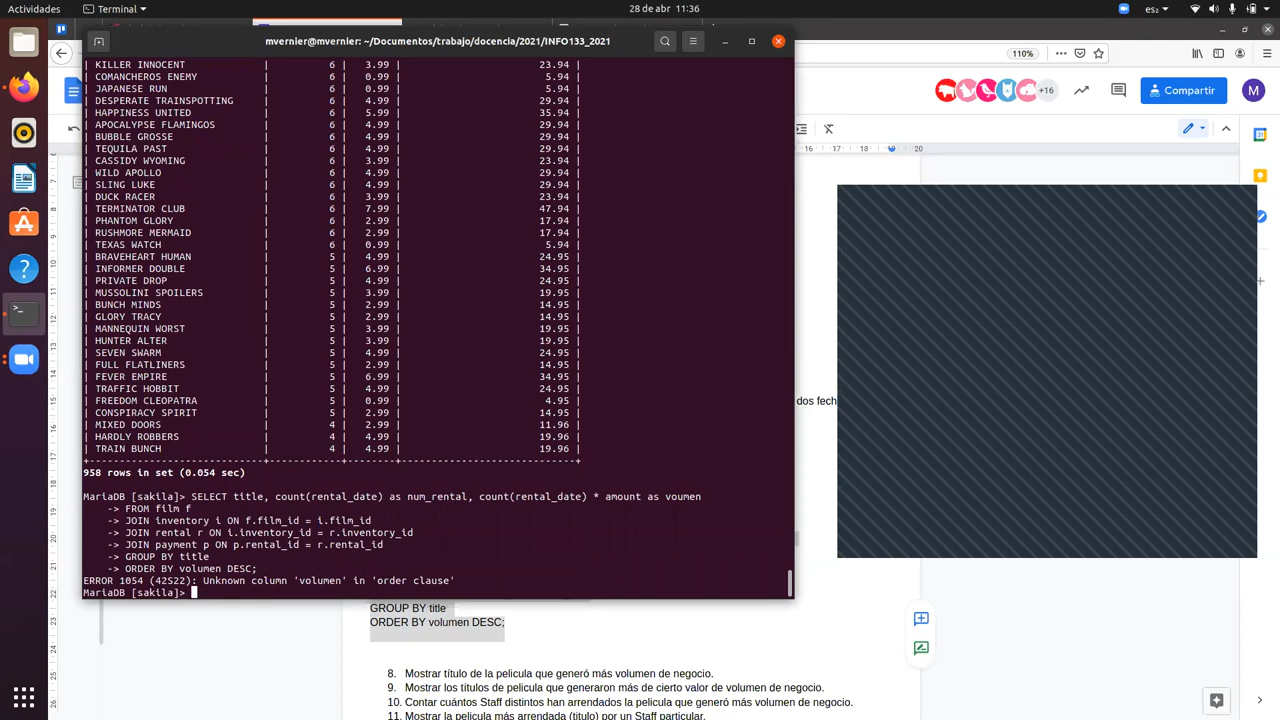 Actividades
Terminal
28 de abr 11:36
es2
mvernier@mvernier: ~/Documentos/trabajo/docencia/2021/INFO133_2021
110%
+16
Compartir
M
16 17 18 19 20
| KILLER INNOCENT | 6 | 3.99 | 23.94 |
| COMANCHEROS ENEMY | 6 | 0.99 | 5.94 |
| JAPANESE RUN | 6 | 0.99 | 5.94 |
| DESPERATE TRAINSPOTTING | 6 | 4.99 | 29.94 |
| HAPPINESS UNITED | 6 | 5.99 | 35.94 |
| APOCALYPSE FLAMINGOS | 6 | 4.99 | 29.94 |
| BUBBLE GROSSE | 6 | 4.99 | 29.94 |
| TEQUILA PAST | 6 | 4.99 | 29.94 |
| CASSIDY WYOMING | 6 | 3.99 | 23.94 |
| WILD APOLLO | 6 | 4.99 | 29.94 |
| SLING LUKE | 6 | 4.99 | 29.94 |
| DUCK RACER | 6 | 3.99 | 23.94 |
| TERMINATOR CLUB | 6 | 7.99 | 47.94 |
| PHANTOM GLORY | 6 | 2.99 | 17.94 |
| RUSHMORE MERMAID | 6 | 2.99 | 17.94 |
| TEXAS WATCH | 6 | 0.99 | 5.94 |
| BRAVEHEART HUMAN | 5 | 4.99 | 24.95 |
| INFORMER DOUBLE | 5 | 6.99 | 34.95 |
| PRIVATE DROP | 5 | 4.99 | 24.95 |
| MUSSOLINI SPOILERS | 5 | 3.99 | 19.95 |
| BUNCH MINDS | 5 | 2.99 | 14.95 |
| GLORY TRACY | 5 | 2.99 | 14.95 |
| MANNEQUIN WORST | 5 | 3.99 | 19.95 |
| HUNTER ALTER | 5 | 3.99 | 19.95 |
| SEVEN SWARM | 5 | 4.99 | 24.95 |
| FULL FLATLINERS | 5 | 2.99 | 14.95 |
| FEVER EMPIRE | 5 | 6.99 | 34.95 |
| TRAFFIC HOBBIT | 5 | 4.99 | 24.95 |
| FREEDOM CLEOPATRA | 5 | 0.99 | 4.95 |
| CONSPIRACY SPIRIT | 5 | 2.99 | 14.95 |
| MIXED DOORS | 4 | 2.99 | 11.96 |
| HARDLY ROBBERS | 4 | 4.99 | 19.96 |
| TRAIN BUNCH | 4 | 4.99 | 19.96 |
+-----------------------------+------------+--------+------------------------------+
958 rows in set (0.054 sec)
MariaDB [sakila]> SELECT title, count(rental_date) as num_rental, count(rental_date) * amount as voumen
-> FROM film f
-> JOIN inventory i ON f.film_id = i.film_id
-> JOIN rental r ON i.inventory_id = r.inventory_id
-> JOIN payment p ON p.rental_id = r.rental_id
-> GROUP BY title
-> ORDER BY volumen DESC;
ERROR 1054 (42S22): Unknown column 'volumen' in 'order clause'
MariaDB [sakila]>
dos fech
GROUP BY title
ORDER BY volumen DESC;
8. Mostrar título de la pelicula que generó más volumen de negocio.
9. Mostrar los títulos de pelicula que generaron más de cierto valor de volumen de negocio.
10. Contar cuántos Staff distintos han arrendados la pelicula que generó más volumen de negocio.
11. Mostrar la pelicula más arrendada (titulo) por un Staff particular.